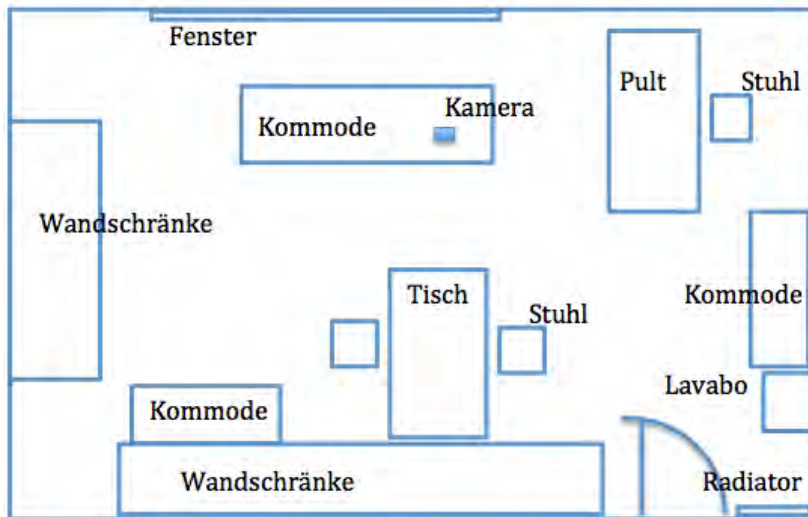 Fenster
Pult
Stuhl
Kommode
Kamera
Wandschränke
Tisch
Stuhl
Kommode
Kommode
Lavabo
Wandschränke
Radiator